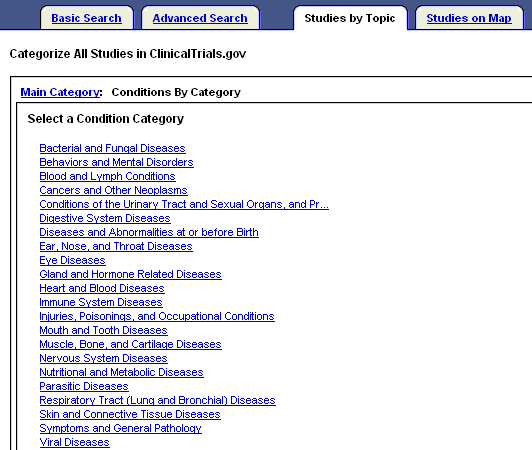 Basic Search Advanced Search Studies by Topic Studies on Map
Categorize All Studies in ClinicalTrials.gov
Main Category: Conditions By Category
Select a Condition Category
Bacterial and Fungal Diseases
Behaviors and Mental Disorders
Blood and Lymph Conditions
Cancers and Other Neoplasms
Conditions of the Urinary Tract and Sexual Organs, and Pr...
Digestive System Diseases
Diseases and Abnormalities at or before Birth
Ear, Nose, and Throat Diseases
Eye Diseases
Gland and Hormone Related Diseases
Heart and Blood Diseases
Immune System Diseases
Injuries, Poisonings, and Occupational Conditions
Mouth and Tooth Diseases
Muscle, Bone, and Cartilage Diseases
Nervous System Diseases
Nutritional and Metabolic Diseases
Parasitic Diseases
Respiratory Tract (Lung and Bronchial) Diseases
Skin and Connective Tissue Diseases
Symptoms and General Pathology
Viral Diseases